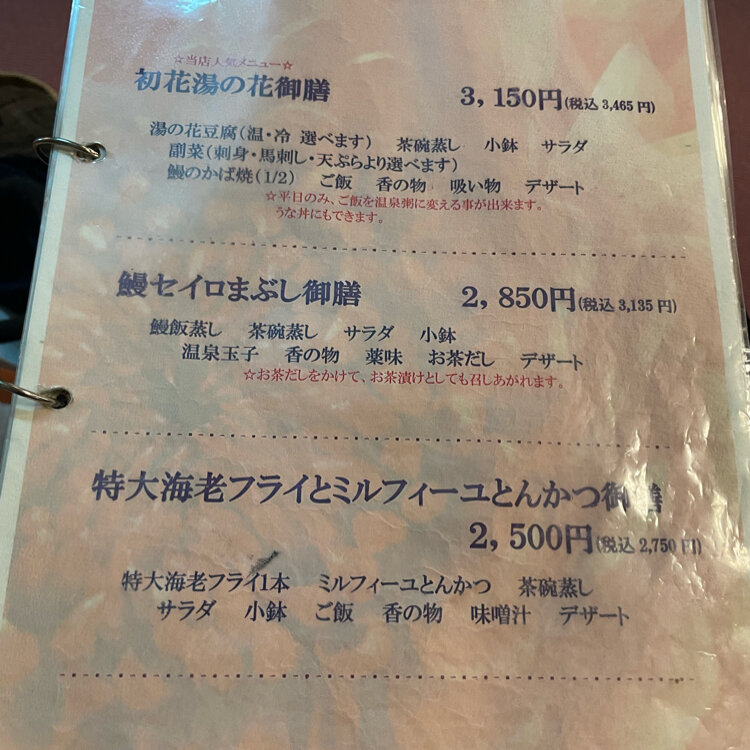 ☆当店人気メニュー☆
初花湯の花御膳 3,150円(税込 3,465 円)
湯の花豆腐(温・冷 選べます) 茶碗蒸し 小鉢 サラダ
副菜(刺身・馬刺し・天ぷらより選べます)
鰻のかば焼(1/2) ご飯 香の物 吸い物 デザート
☆平日のみ、ご飯を温泉粥に変える事が出来ます。
うな丼にもできます。
鰻セイロまぶし御膳 2,850円(税込 3,135 円)
鰻飯蒸し 茶碗蒸し サラダ 小鉢
温泉玉子 香の物 薬味 お茶だし デザート
☆お茶だしをかけて、お茶漬けとしても召しあがれます。
特大海老フライとミルフィーユとんかつ御膳
2,500円(税込 2,750 円)
特大海老フライ1本 ミルフィーユとんかつ 茶碗蒸し
サラダ 小鉢 ご飯 香の物 味噌汁 デザート